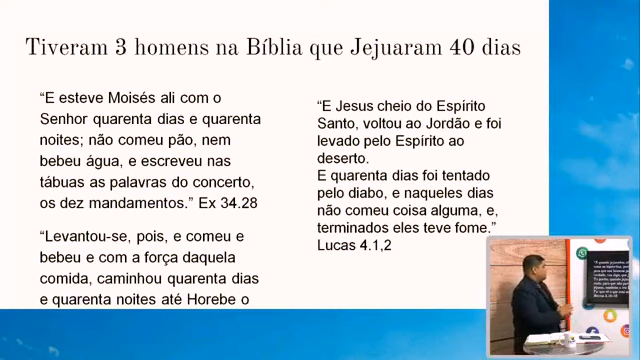 Tiveram 3 homens na Bíblia que Jejuaram 40 dias
“E esteve Moisés ali com o
Senhor quarenta dias e quarenta
noites; não comeu pão, nem
bebeu água, e escreveu nas
tábuas as palavras do concerto,
os dez mandamentos.” Ex 34.28
“Levantou-se, pois, e comeu e
bebeu e com a força daquela
comida, caminhou quarenta dias
e quarenta noites até Horebe o
“E Jesus cheio do Espírito
Santo, voltou ao Jordão e foi
levado pelo Espírito ao
deserto.
E quarenta dias foi tentado
pelo diabo, e naqueles dias
não comeu coisa alguma, e,
terminados eles teve fome.”
Lucas 4.1,2